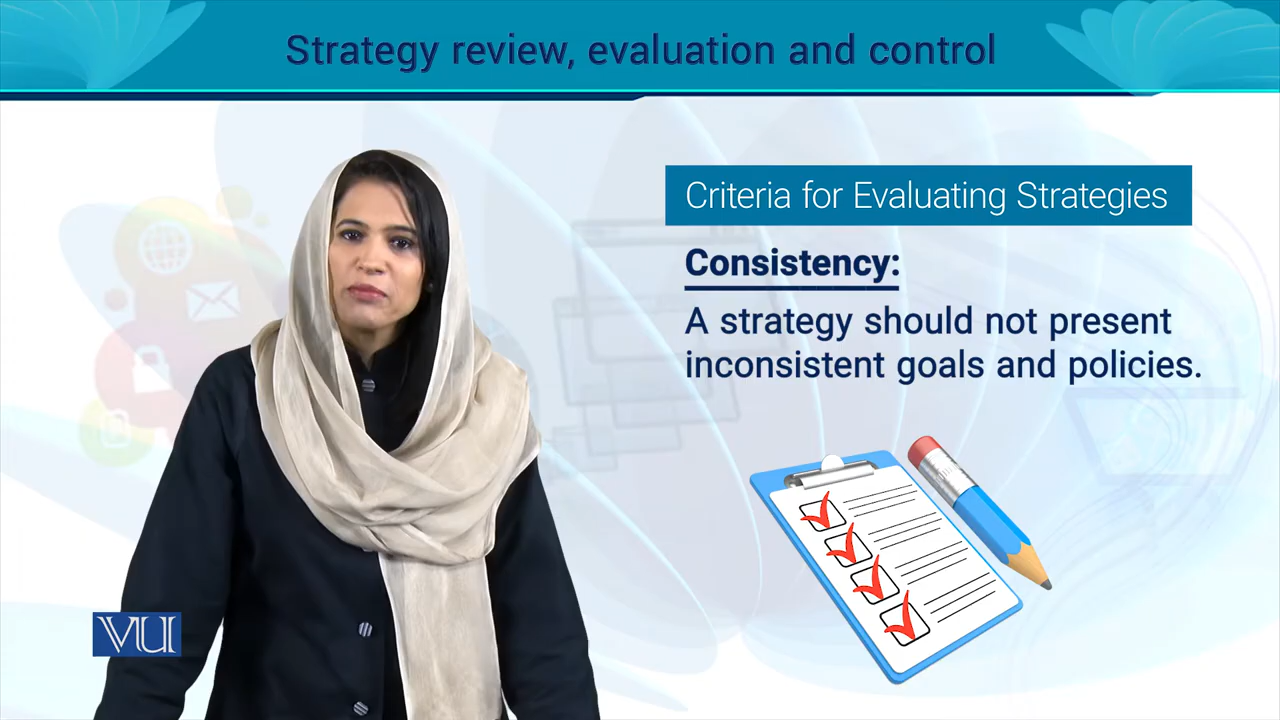 Strategy review, evaluation and control
Criteria for Evaluating Strategies
Consistency:
A strategy should not present
inconsistent goals and policies.
VU